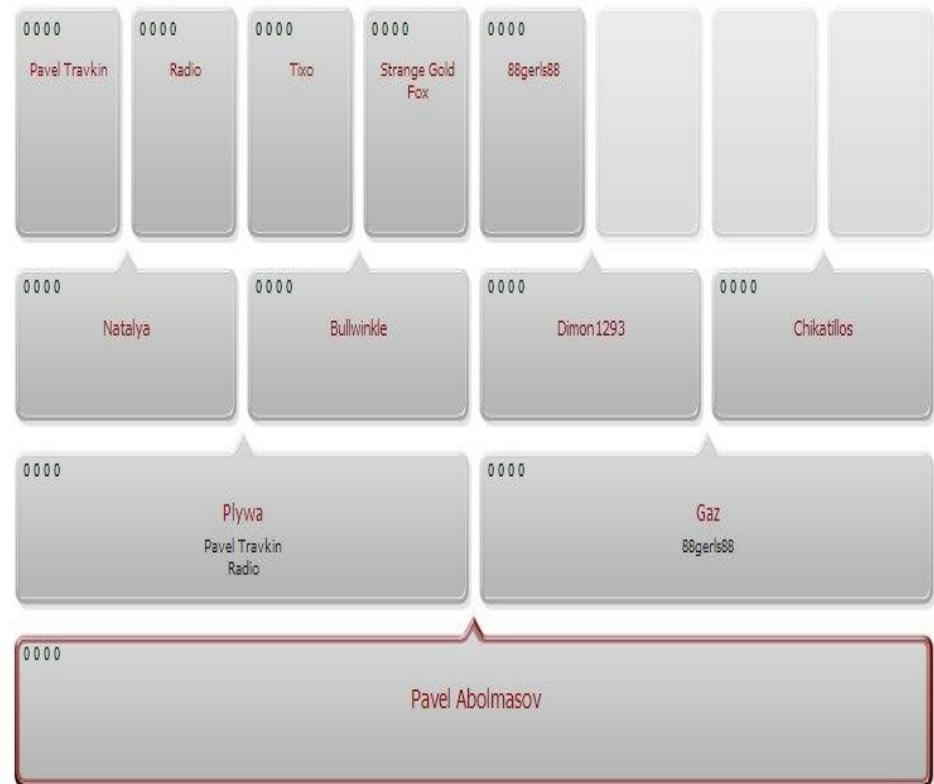 0000 0000 0000 0000 0000
Pavel Travkin Radio Tixo Strange Gold 88gerls88
Fox
0000 0000 0000 0000
Natalya Bullwinkle Dimon1293 Chikatillos
0000 0000
Plywa Gaz
Pavel Travkin 88gerls88
Radio
0000
Pavel Abolmasov